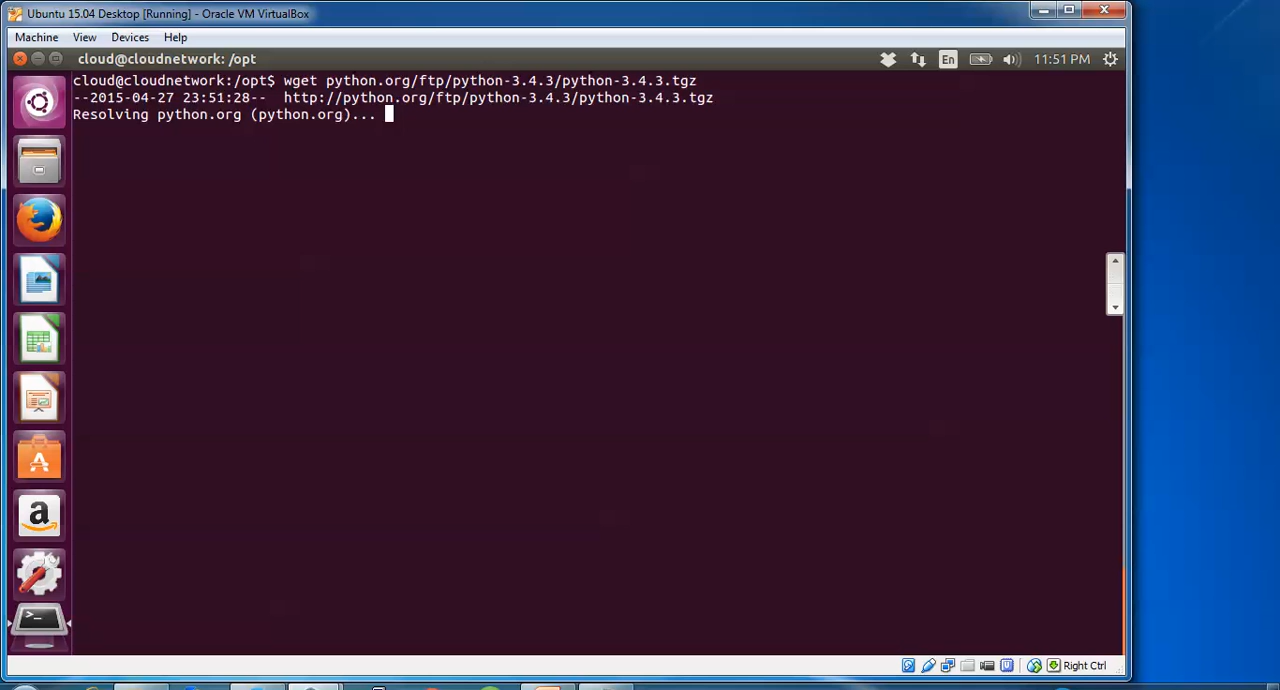 Ubuntu 15.04 Desktop [Running] - Oracle VM VirtualBox
Machine View Devices Help
cloud@cloudnetwork: /opt En 11:51 PM
cloud@cloudnetwork:/opt$ wget python.org/ftp/python-3.4.3/python-3.4.3.tgz
--2015-04-27 23:51:28-- http://python.org/ftp/python-3.4.3/python-3.4.3.tgz
Resolving python.org (python.org)...
A
a
>_
Right Ctrl